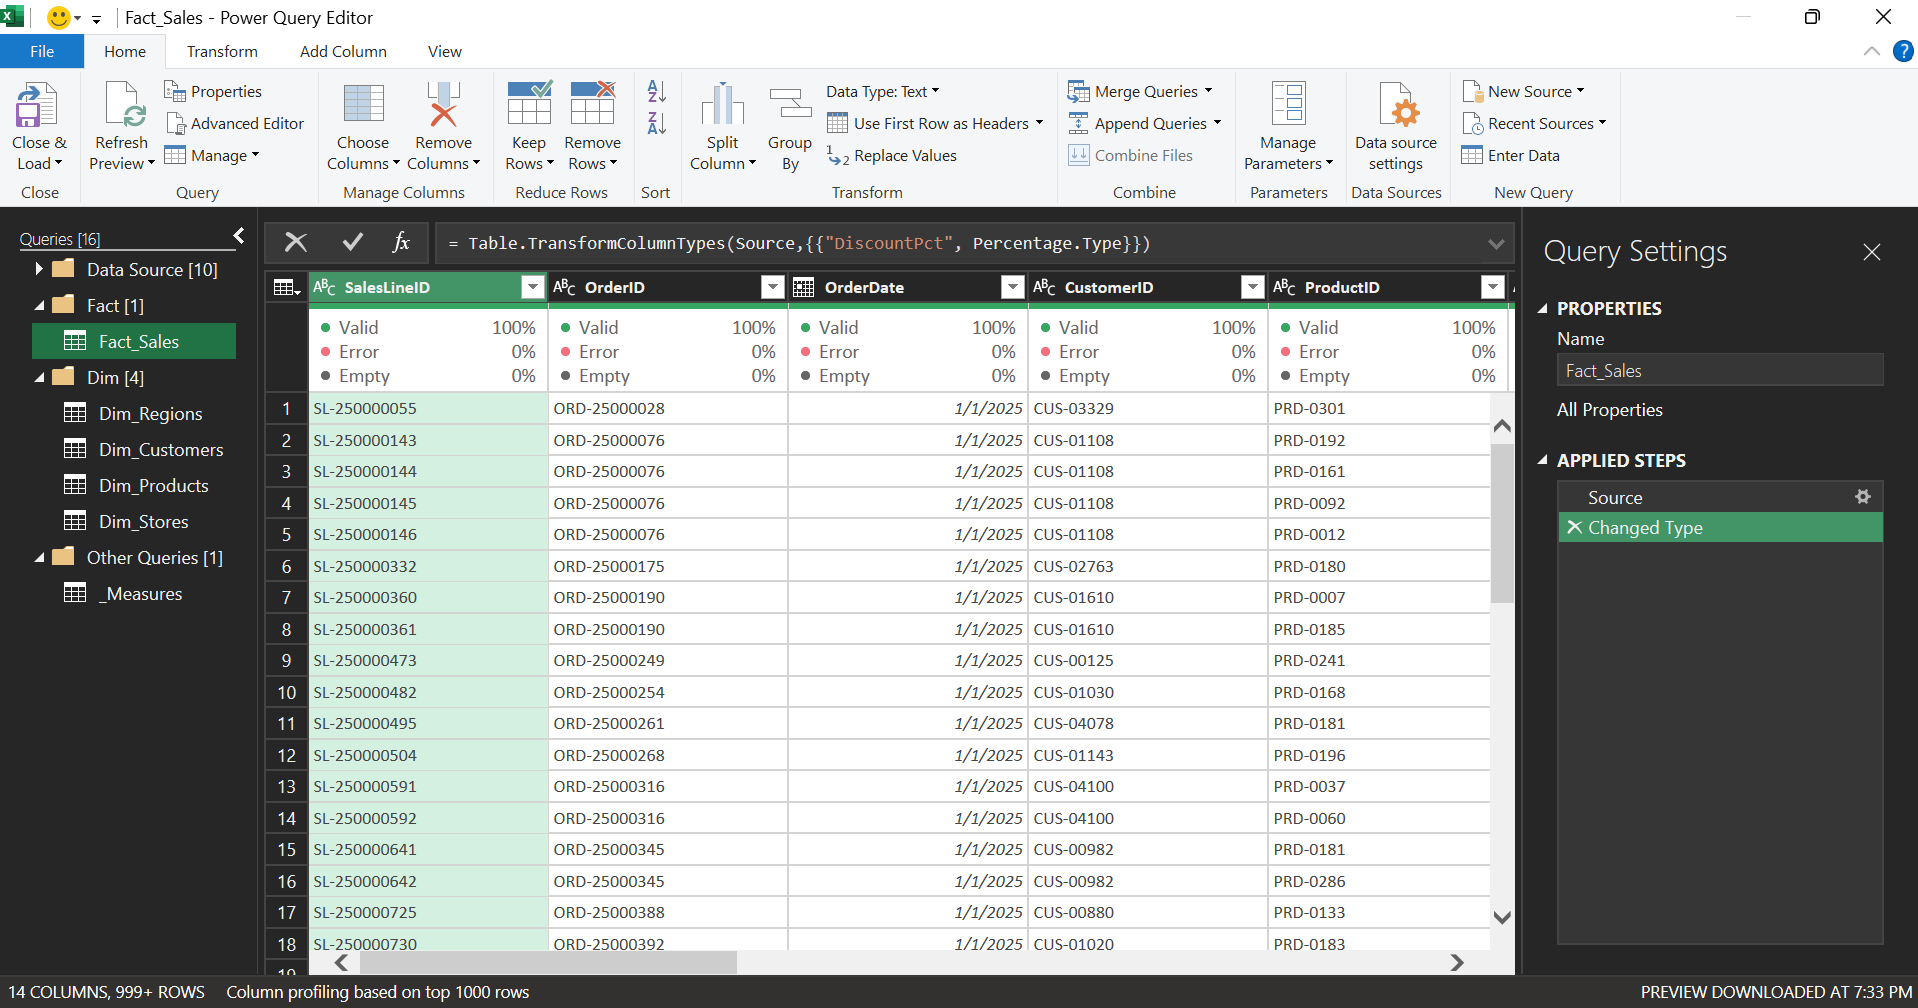 Fact_Sales - Power Query Editor
File Home Transform Add Column View
Close & Load
Close
Refresh Preview
Properties
Advanced Editor
Manage
Query
Choose Columns
Remove Columns
Manage Columns
Keep Rows
Remove Rows
Reduce Rows
A Z
Z A
Sort
Split Column
Group By
Data Type: Text
Use First Row as Headers
1 2 Replace Values
Transform
Merge Queries
Append Queries
Combine Files
Combine
Manage Parameters
Parameters
Data source settings
Data Sources
New Source
Recent Sources
Enter Data
New Query
?
Queries [16]
Data Source [10]
Fact [1]
Fact_Sales
Dim [4]
Dim_Regions
Dim_Customers
Dim_Products
Dim_Stores
Other Queries [1]
_Measures
fx = Table.TransformColumnTypes(Source,{{"DiscountPct", Percentage.Type}})
ABC SalesLineID ABC OrderID OrderDate ABC CustomerID ABC ProductID
Valid 100% Valid 100% Valid 100% Valid 100% Valid 100%
Error 0% Error 0% Error 0% Error 0% Error 0%
Empty 0% Empty 0% Empty 0% Empty 0% Empty 0%
1 SL-250000055 ORD-25000028 1/1/2025 CUS-03329 PRD-0301
2 SL-250000143 ORD-25000076 1/1/2025 CUS-01108 PRD-0192
3 SL-250000144 ORD-25000076 1/1/2025 CUS-01108 PRD-0161
4 SL-250000145 ORD-25000076 1/1/2025 CUS-01108 PRD-0092
5 SL-250000146 ORD-25000076 1/1/2025 CUS-01108 PRD-0012
6 SL-250000332 ORD-25000175 1/1/2025 CUS-02763 PRD-0180
7 SL-250000360 ORD-25000190 1/1/2025 CUS-01610 PRD-0007
8 SL-250000361 ORD-25000190 1/1/2025 CUS-01610 PRD-0185
9 SL-250000473 ORD-25000249 1/1/2025 CUS-00125 PRD-0241
10 SL-250000482 ORD-25000254 1/1/2025 CUS-01030 PRD-0168
11 SL-250000495 ORD-25000261 1/1/2025 CUS-04078 PRD-0181
12 SL-250000504 ORD-25000268 1/1/2025 CUS-01143 PRD-0196
13 SL-250000591 ORD-25000316 1/1/2025 CUS-04100 PRD-0037
14 SL-250000592 ORD-25000316 1/1/2025 CUS-04100 PRD-0060
15 SL-250000641 ORD-25000345 1/1/2025 CUS-00982 PRD-0181
16 SL-250000642 ORD-25000345 1/1/2025 CUS-00982 PRD-0286
17 SL-250000725 ORD-25000388 1/1/2025 CUS-00880 PRD-0133
18 SL-250000730 ORD-25000392 1/1/2025 CUS-01020 PRD-0183
19
Query Settings
PROPERTIES
Name
Fact_Sales
All Properties
APPLIED STEPS
Source
Changed Type
14 COLUMNS, 999+ ROWS Column profiling based on top 1000 rows PREVIEW DOWNLOADED AT 7:33 PM